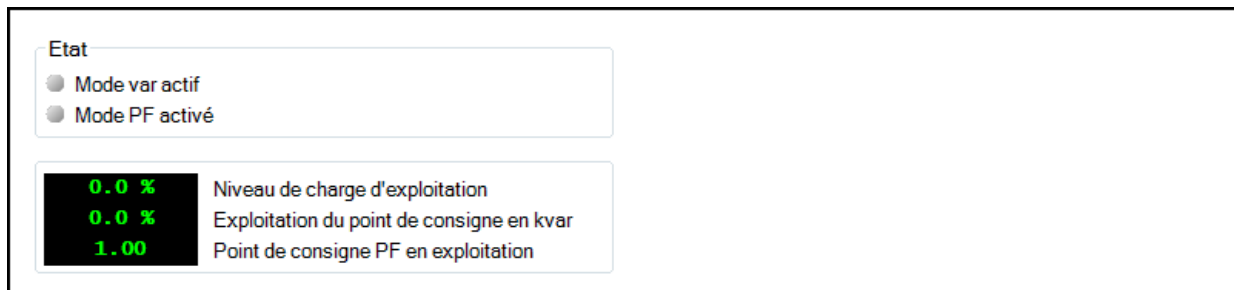 Etat
Mode var actif
Mode PF activé
0.0 % Niveau de charge d'exploitation
0.0 % Exploitation du point de consigne en kvar
1.00 Point de consigne PF en exploitation